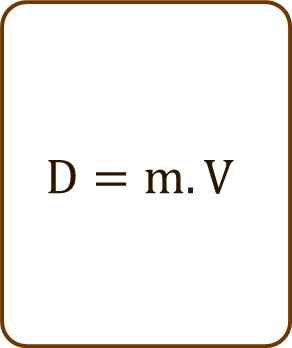 D = m. V